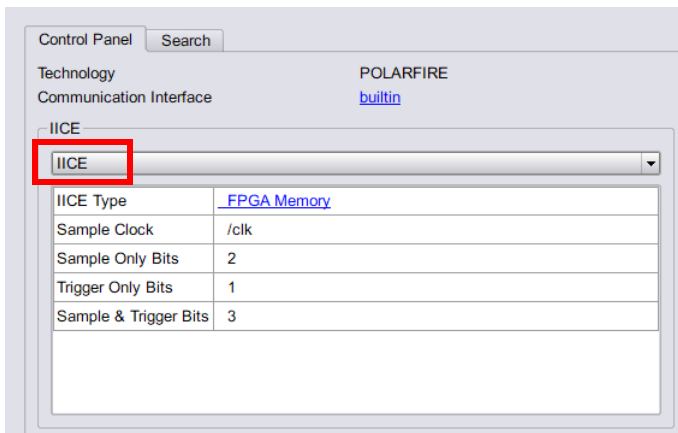 Control Panel Search
Technology POLARFIRE
Communication Interface builtin
IICE
IICE
IICE Type FPGA Memory
Sample Clock /clk
Sample Only Bits 2
Trigger Only Bits 1
Sample & Trigger Bits 3